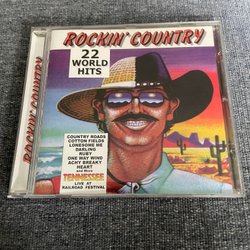 ROCKIN' COUNTRY
22
WORLD
HITS
ROCKIN' COUNTRY
COUNTRY ROADS
COTTON FIELDS
LONESOME ME
DARLING
RUBY
ONE WAY WIND
ACHY BREAKY
HEART
and More
TENNESSEE
LIVE AT
RAILROAD FESTIVAL